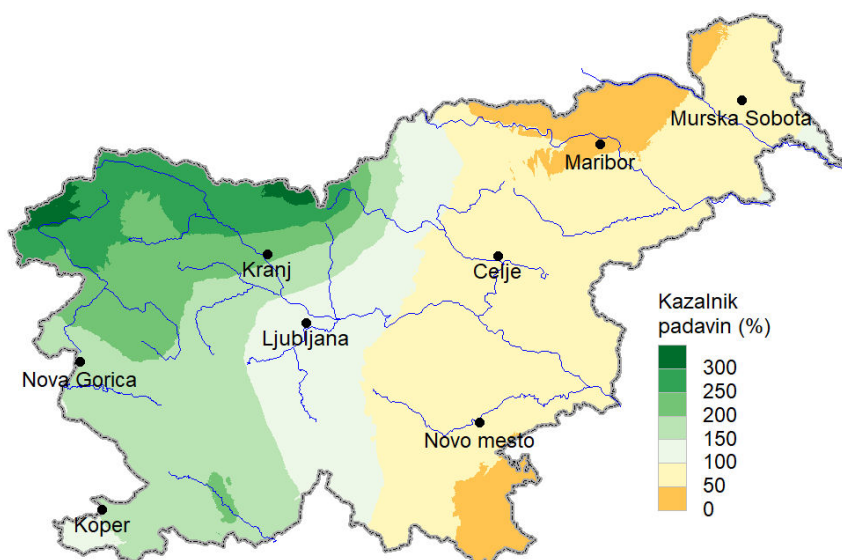 Murska Sobota
Maribor
Kranj
Celje
Ljubljana
Nova Gorica
Novo mesto
Koper
Kazalnik
padavin (%)
300
250
200
150
100
50
0